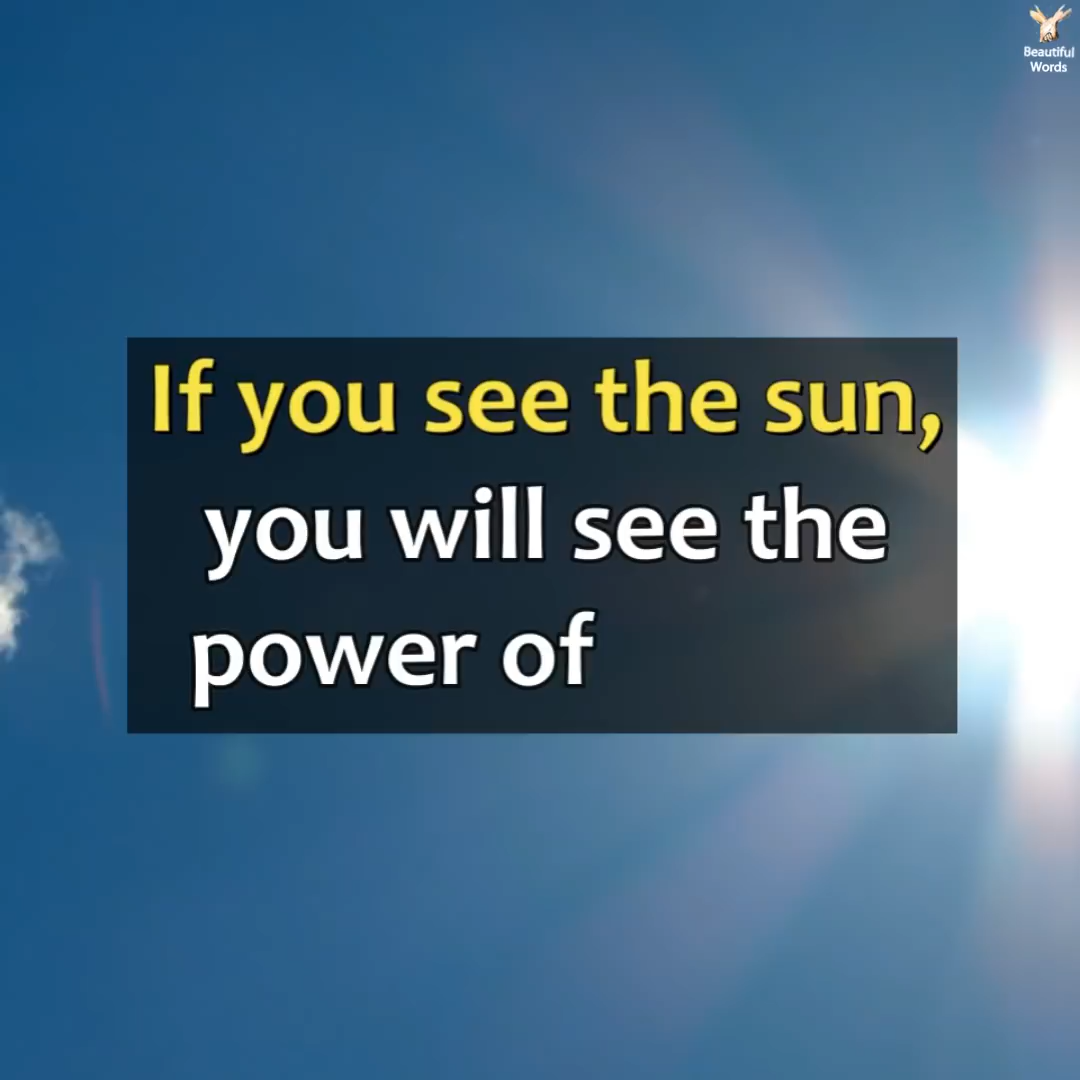 Beautiful
Words
If you see the sun,
you will see the
power of